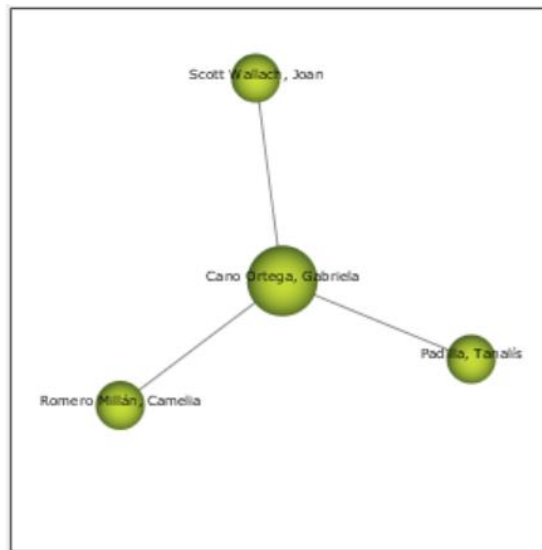 Scott Wallach, Joan
Cano Ortega, Gabriela
Padilla, Tanalís
Romero Millán, Camelia